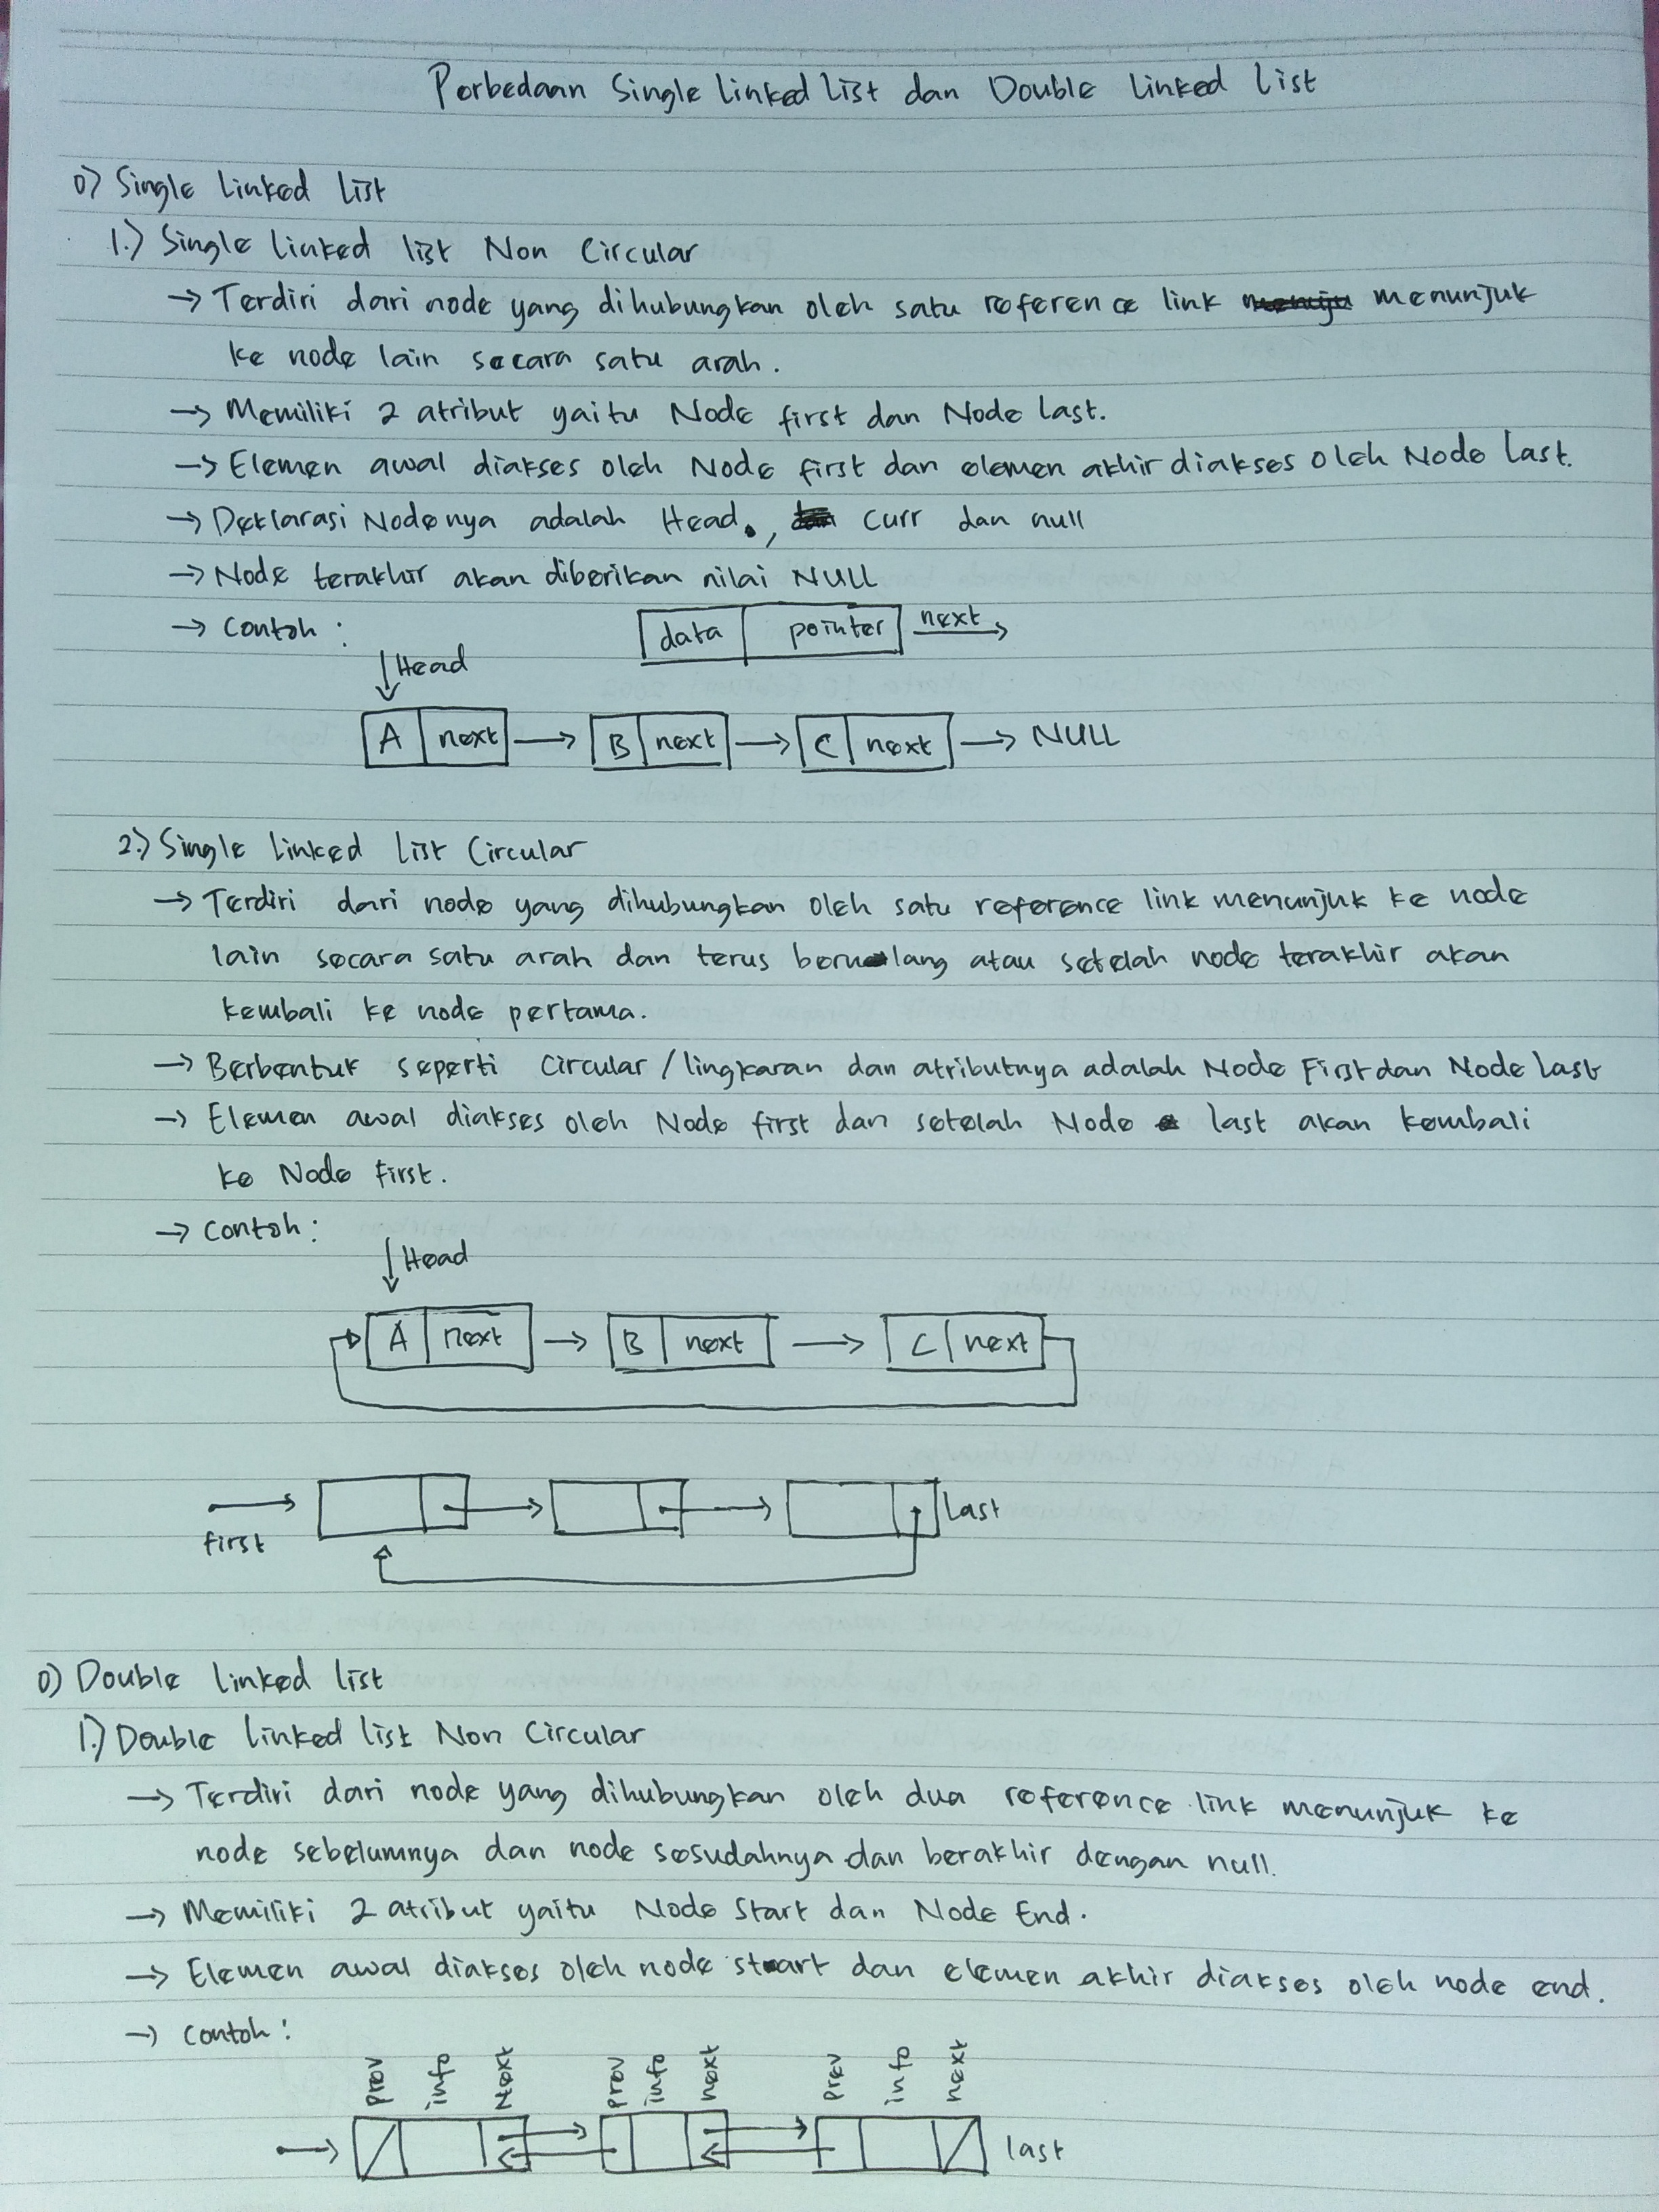 Perbedaan Single Linked List dan Double Linked List
o) Single Linked List
1.) Single Linked list Non Circular
→ Terdiri dari node yang dihubungkan oleh satu reference link menunjuk
ke node lain secara satu arah.
→ Memiliki 2 atribut yaitu Node first dan Node Last.
→ Elemen awal diakses oleh Node first dan elemen akhir diakses oleh Node Last.
→ Deklarasi Nodenya adalah Head, Curr dan null
→ Node terakhir akan diberikan nilai NULL
→ Contoh :
data pointer next
Head
A next → B next → C next → NULL
2.) Single Linked List Circular
→ Terdiri dari node yang dihubungkan oleh satu reference link menunjuk ke node
lain secara satu arah dan terus berulang atau setelah node terakhir akan
kembali ke node pertama.
→ Berbentuk seperti Circular / lingkaran dan atributnya adalah Node First dan Node Last
→ Elemen awal diakses oleh Node first dan setelah Node last akan kembali
ke Node First.
→ Contoh :
Head
A next → B next → C next
first
last
o) Double Linked List
1.) Double Linked list Non Circular
→ Terdiri dari node yang dihubungkan oleh dua reference link menunjuk ke
node sebelumnya dan node sesudahnya dan berakhir dengan null.
→ Memiliki 2 atribut yaitu Node Start dan Node End.
→ Elemen awal diakses oleh node start dan elemen akhir diakses oleh node end.
→ Contoh :
prev info Next prev info next prev info next
last